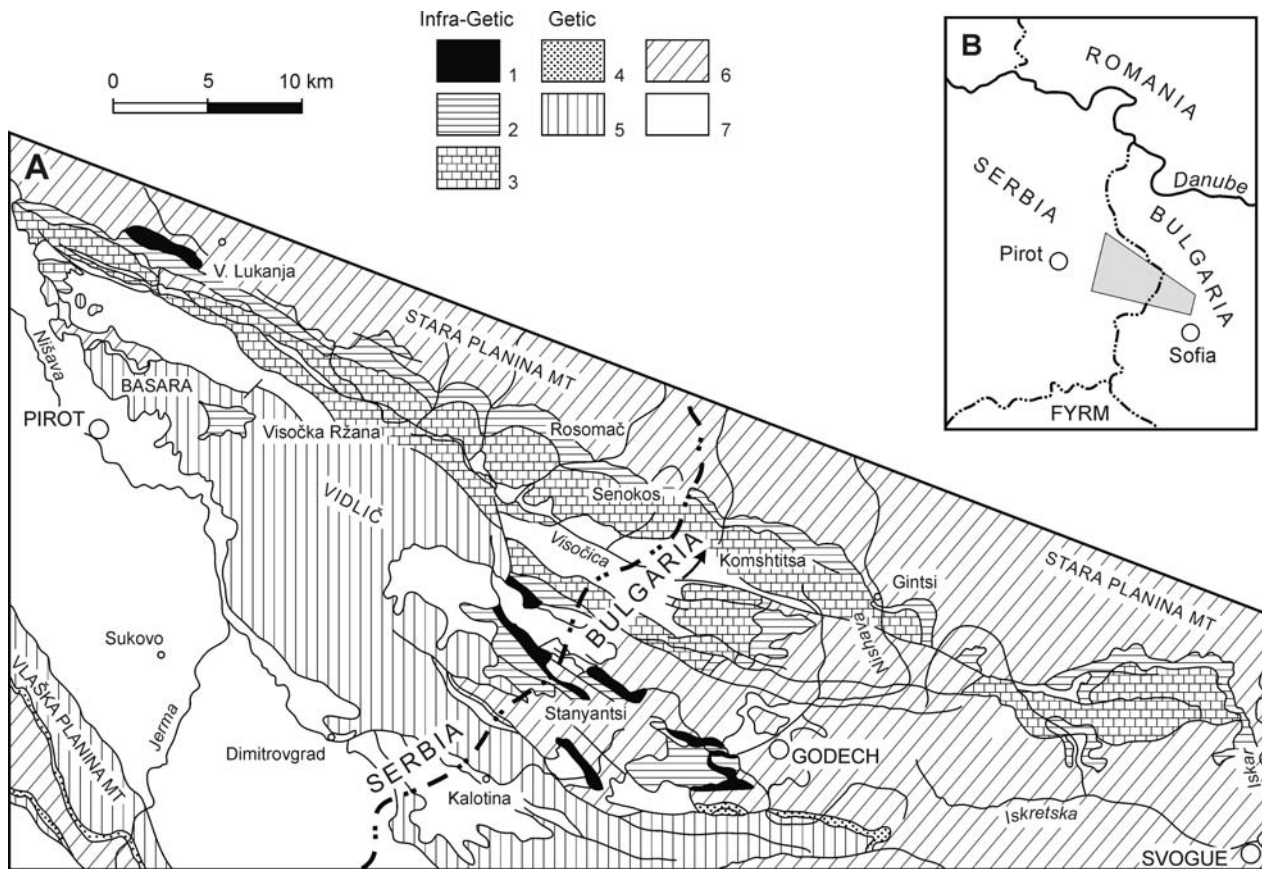 Infra-Getic
Getic
1
4
6
2
5
7
3
0 5 10 km
A
V. Lukanja
STARA PLANINA MT
Nišava
BASARA
PIROT
Visočka Ržana
Rosomač
VIDLIČ
Senokos
Visočica
Komshtitsa
BULGARIA
Gintsi
STARA PLANINA MT
Nishava
Sukovo
VLAŠKA PLANINA MT
Jerma
Stanyantsi
Dimitrovgrad
SERBIA
GODECH
Kalotina
Iskretska
Iskar
SVOGUE
B
ROMANIA
SERBIA
Danube
BULGARIA
Pirot
Sofia
FYRM